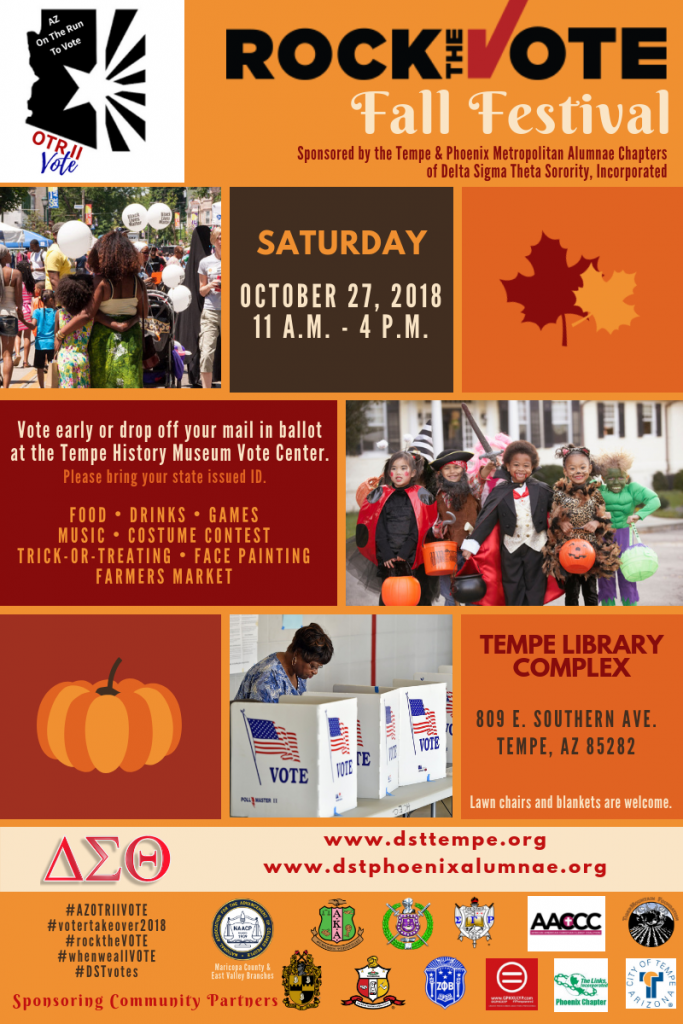 AZ
On The Run
To Vote
OTR II
Vote
ROCK THE VOTE
Fall Festival
Sponsored by the Tempe & Phoenix Metropolitan Alumnae Chapters
of Delta Sigma Theta Sorority, Incorporated
SATURDAY
OCTOBER 27, 2018
11 A.M. - 4 P.M.
Vote early or drop off your mail in ballot
at the Tempe History Museum Vote Center.
Please bring your state issued ID.
FOOD • DRINKS • GAMES
MUSIC • COSTUME CONTEST
TRICK-OR-TREATING • FACE PAINTING
FARMERS MARKET
VOTE
VOTE
VOTE
VOTE
TEMPE LIBRARY
COMPLEX
809 E. SOUTHERN AVE.
TEMPE, AZ 85282
Lawn chairs and blankets are welcome.
ΔΣΘ
www.dsttempe.org
www.dstphoenixalumnae.org
#AZOTRIIVOTE
#votertakeover2018
#rocktheVOTE
#whenweallVOTE
#DSTvotes
NAACP
Maricopa County &
East Valley Branches
ΑΚΑ
ΣΓΡ
AACCC
ΖΦΒ
The Links,
Incorporated
Phoenix Chapter
CITY OF TEMPE
ARIZONA
Sponsoring Community Partners